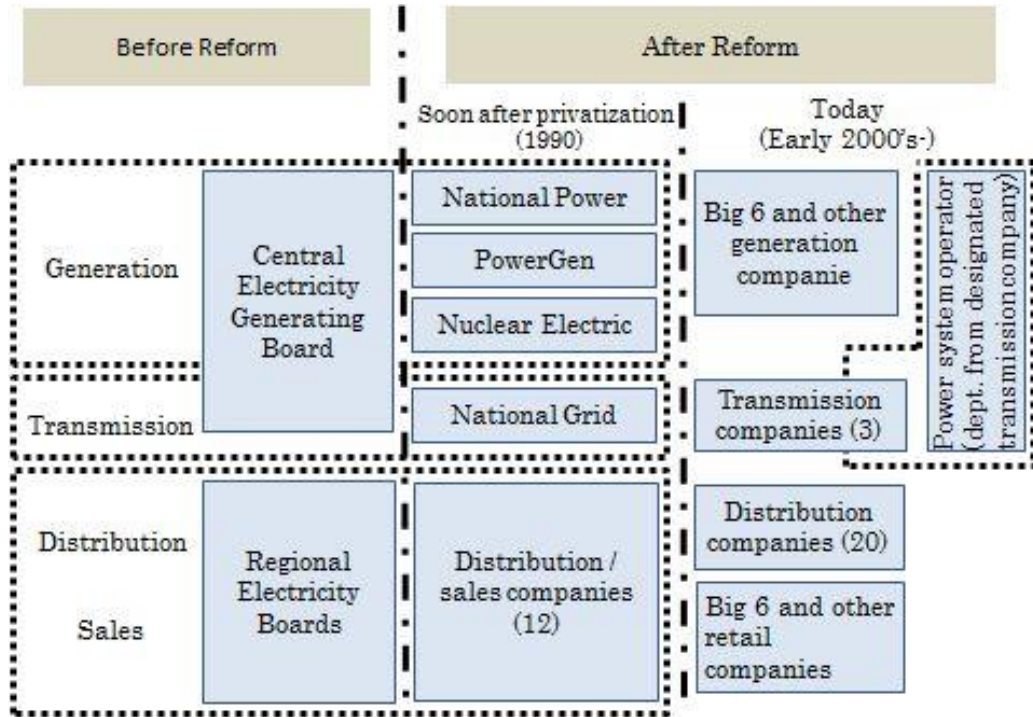 Before Reform
After Reform
Soon after privatization
(1990)
Today
(Early 2000's-)
Generation
Central
Electricity
Generating
Board
National Power
PowerGen
Nuclear Electric
Big 6 and other
generation
companie
Power system operator
(dept. from designated
transmission company)
Transmission
National Grid
Transmission
companies (3)
Distribution
Sales
Regional
Electricity
Boards
Distribution /
sales companies
(12)
Distribution
companies (20)
Big 6 and other
retail
companies